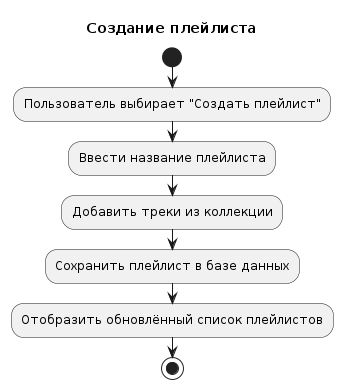 Создание плейлиста
Пользователь выбирает "Создать плейлист"
Ввести название плейлиста
Добавить треки из коллекции
Сохранить плейлист в базе данных
Отобразить обновлённый список плейлистов